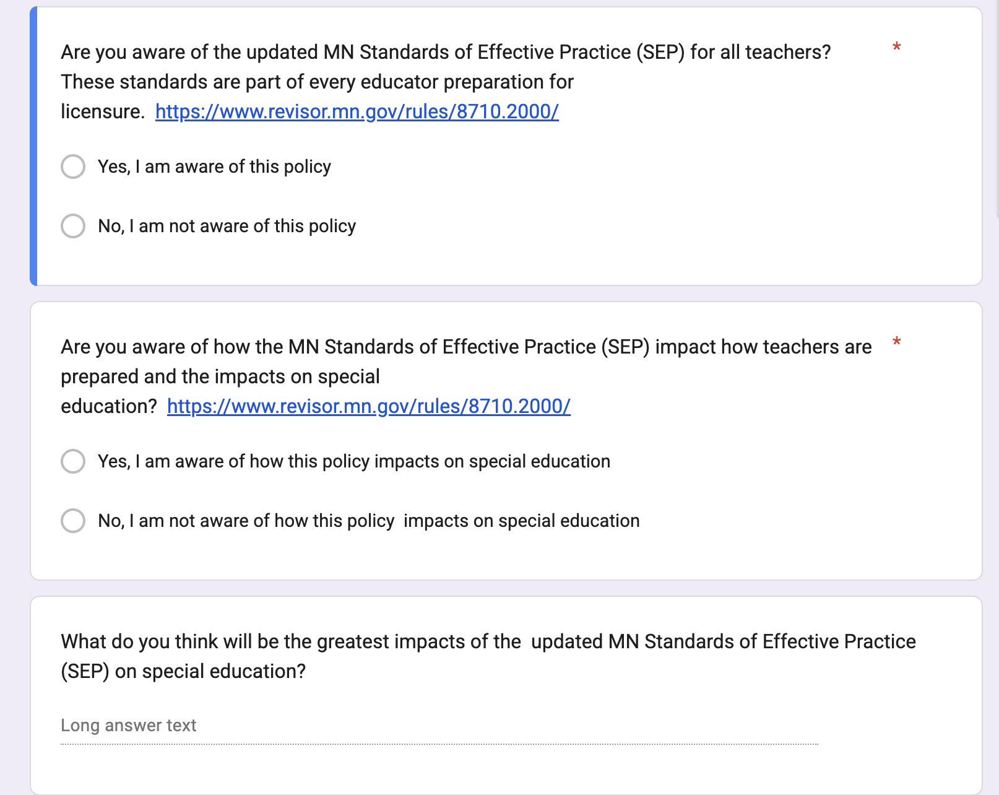 Are you aware of the updated MN Standards of Effective Practice (SEP) for all teachers? *
These standards are part of every educator preparation for
licensure.  https://www.revisor.mn.gov/rules/8710.2000/
Yes, I am aware of this policy
No, I am not aware of this policy
Are you aware of how the MN Standards of Effective Practice (SEP) impact how teachers are *
prepared and the impacts on special
education?  https://www.revisor.mn.gov/rules/8710.2000/
Yes, I am aware of how this policy impacts on special education
No, I am not aware of how this policy  impacts on special education
What do you think will be the greatest impacts of the  updated MN Standards of Effective Practice
(SEP) on special education?
Long answer text